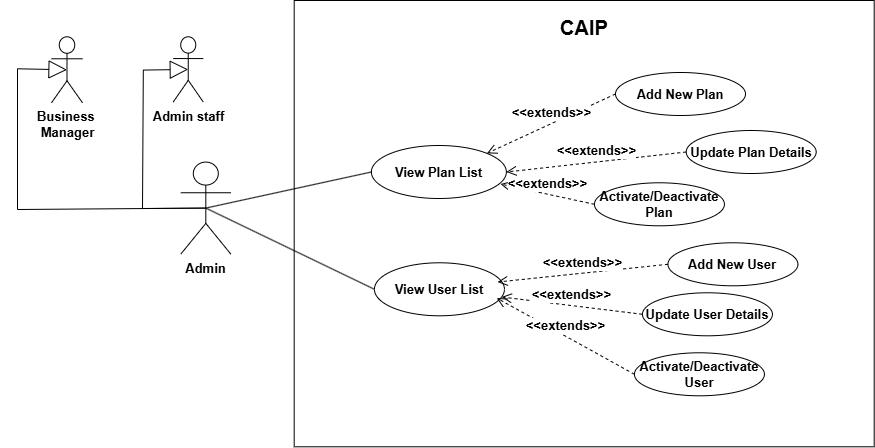 CAIP
Business
Manager
Admin staff
Admin
View Plan List
<<extends>>
Add New Plan
<<extends>>
Update Plan Details
<<extends>>
Activate/Deactivate
Plan
View User List
<<extends>>
Add New User
<<extends>>
Update User Details
<<extends>>
Activate/Deactivate
User